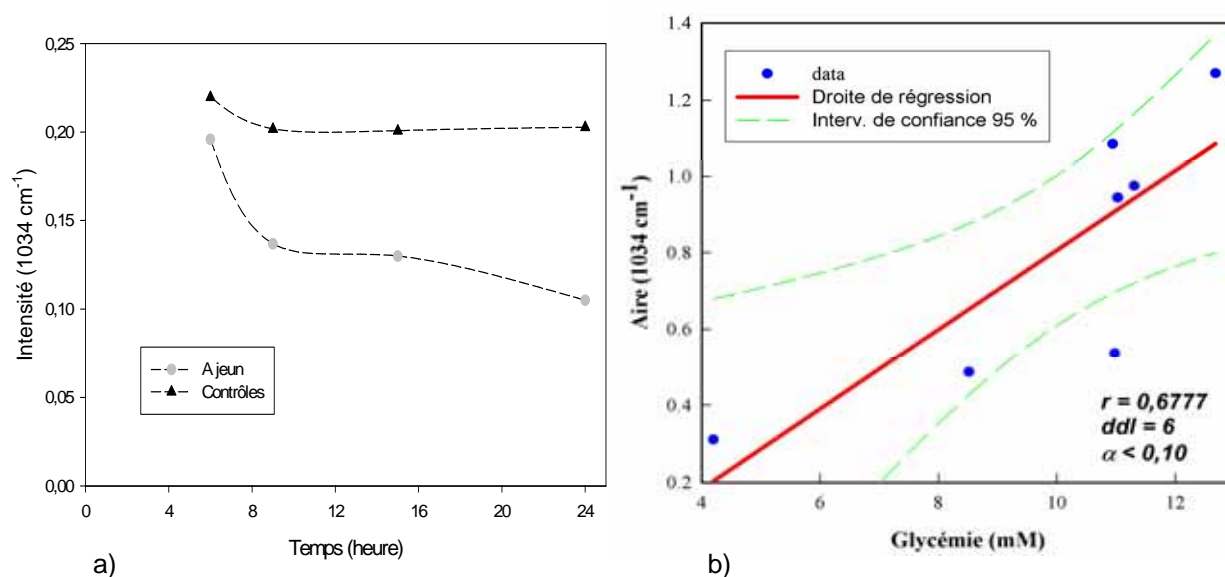 0,25
0,20
0,15
0,10
0,05
0,00
Intensité (1034 cm-1)
A jeun
Contrôles
0 4 8 12 16 20 24
Temps (heure)
a)
1.4
1.2
1.0
0.8
0.6
0.4
0.2
Aire (1034 cm-1)
data
Droite de régression
Interv. de confiance 95 %
r = 0,6777
ddl = 6
α < 0,10
4 6 8 10 12
Glycémie (mM)
b)